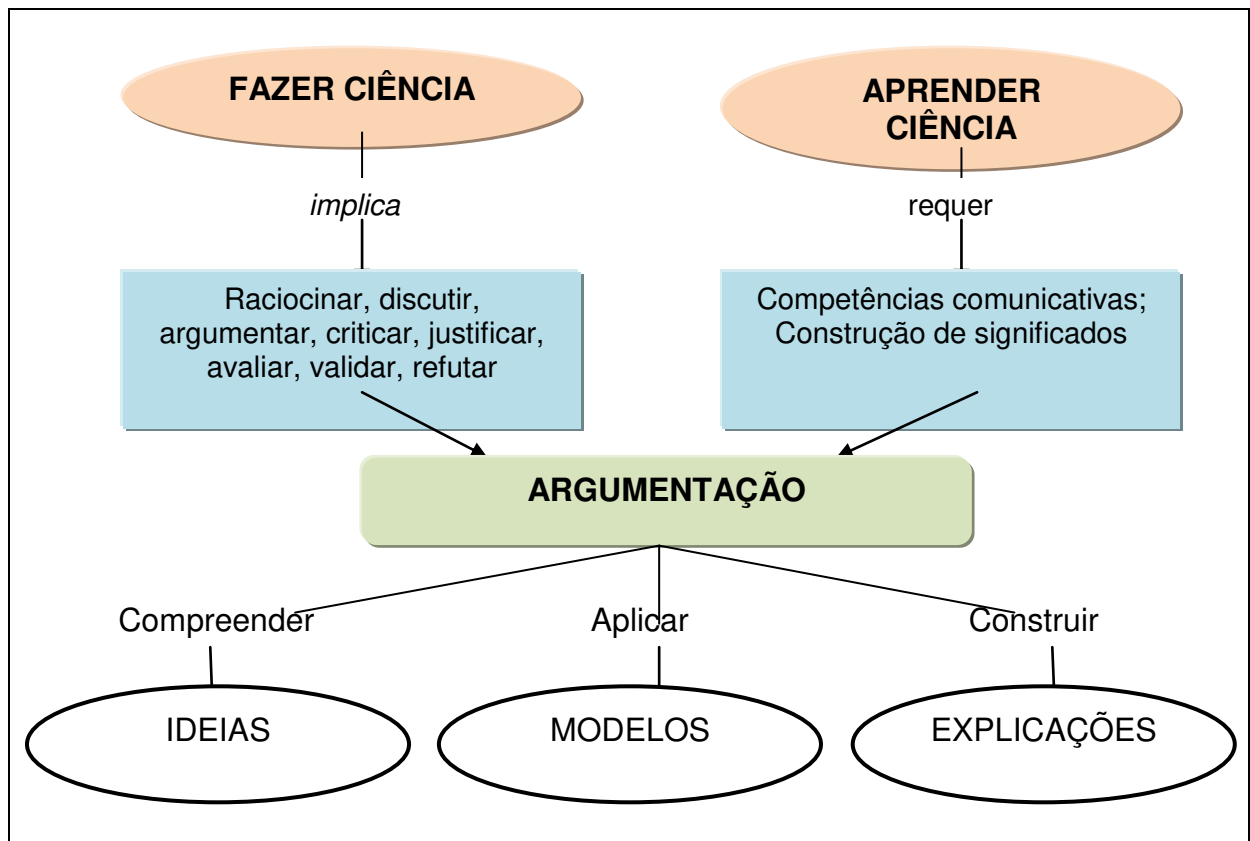 FAZER CIÊNCIA
APRENDER
CIÊNCIA
implica
requer
Raciocinar, discutir,
argumentar, criticar, justificar,
avaliar, validar, refutar
Competências comunicativas;
Construção de significados
ARGUMENTAÇÃO
Compreender
Aplicar
Construir
IDEIAS
MODELOS
EXPLICAÇÕES